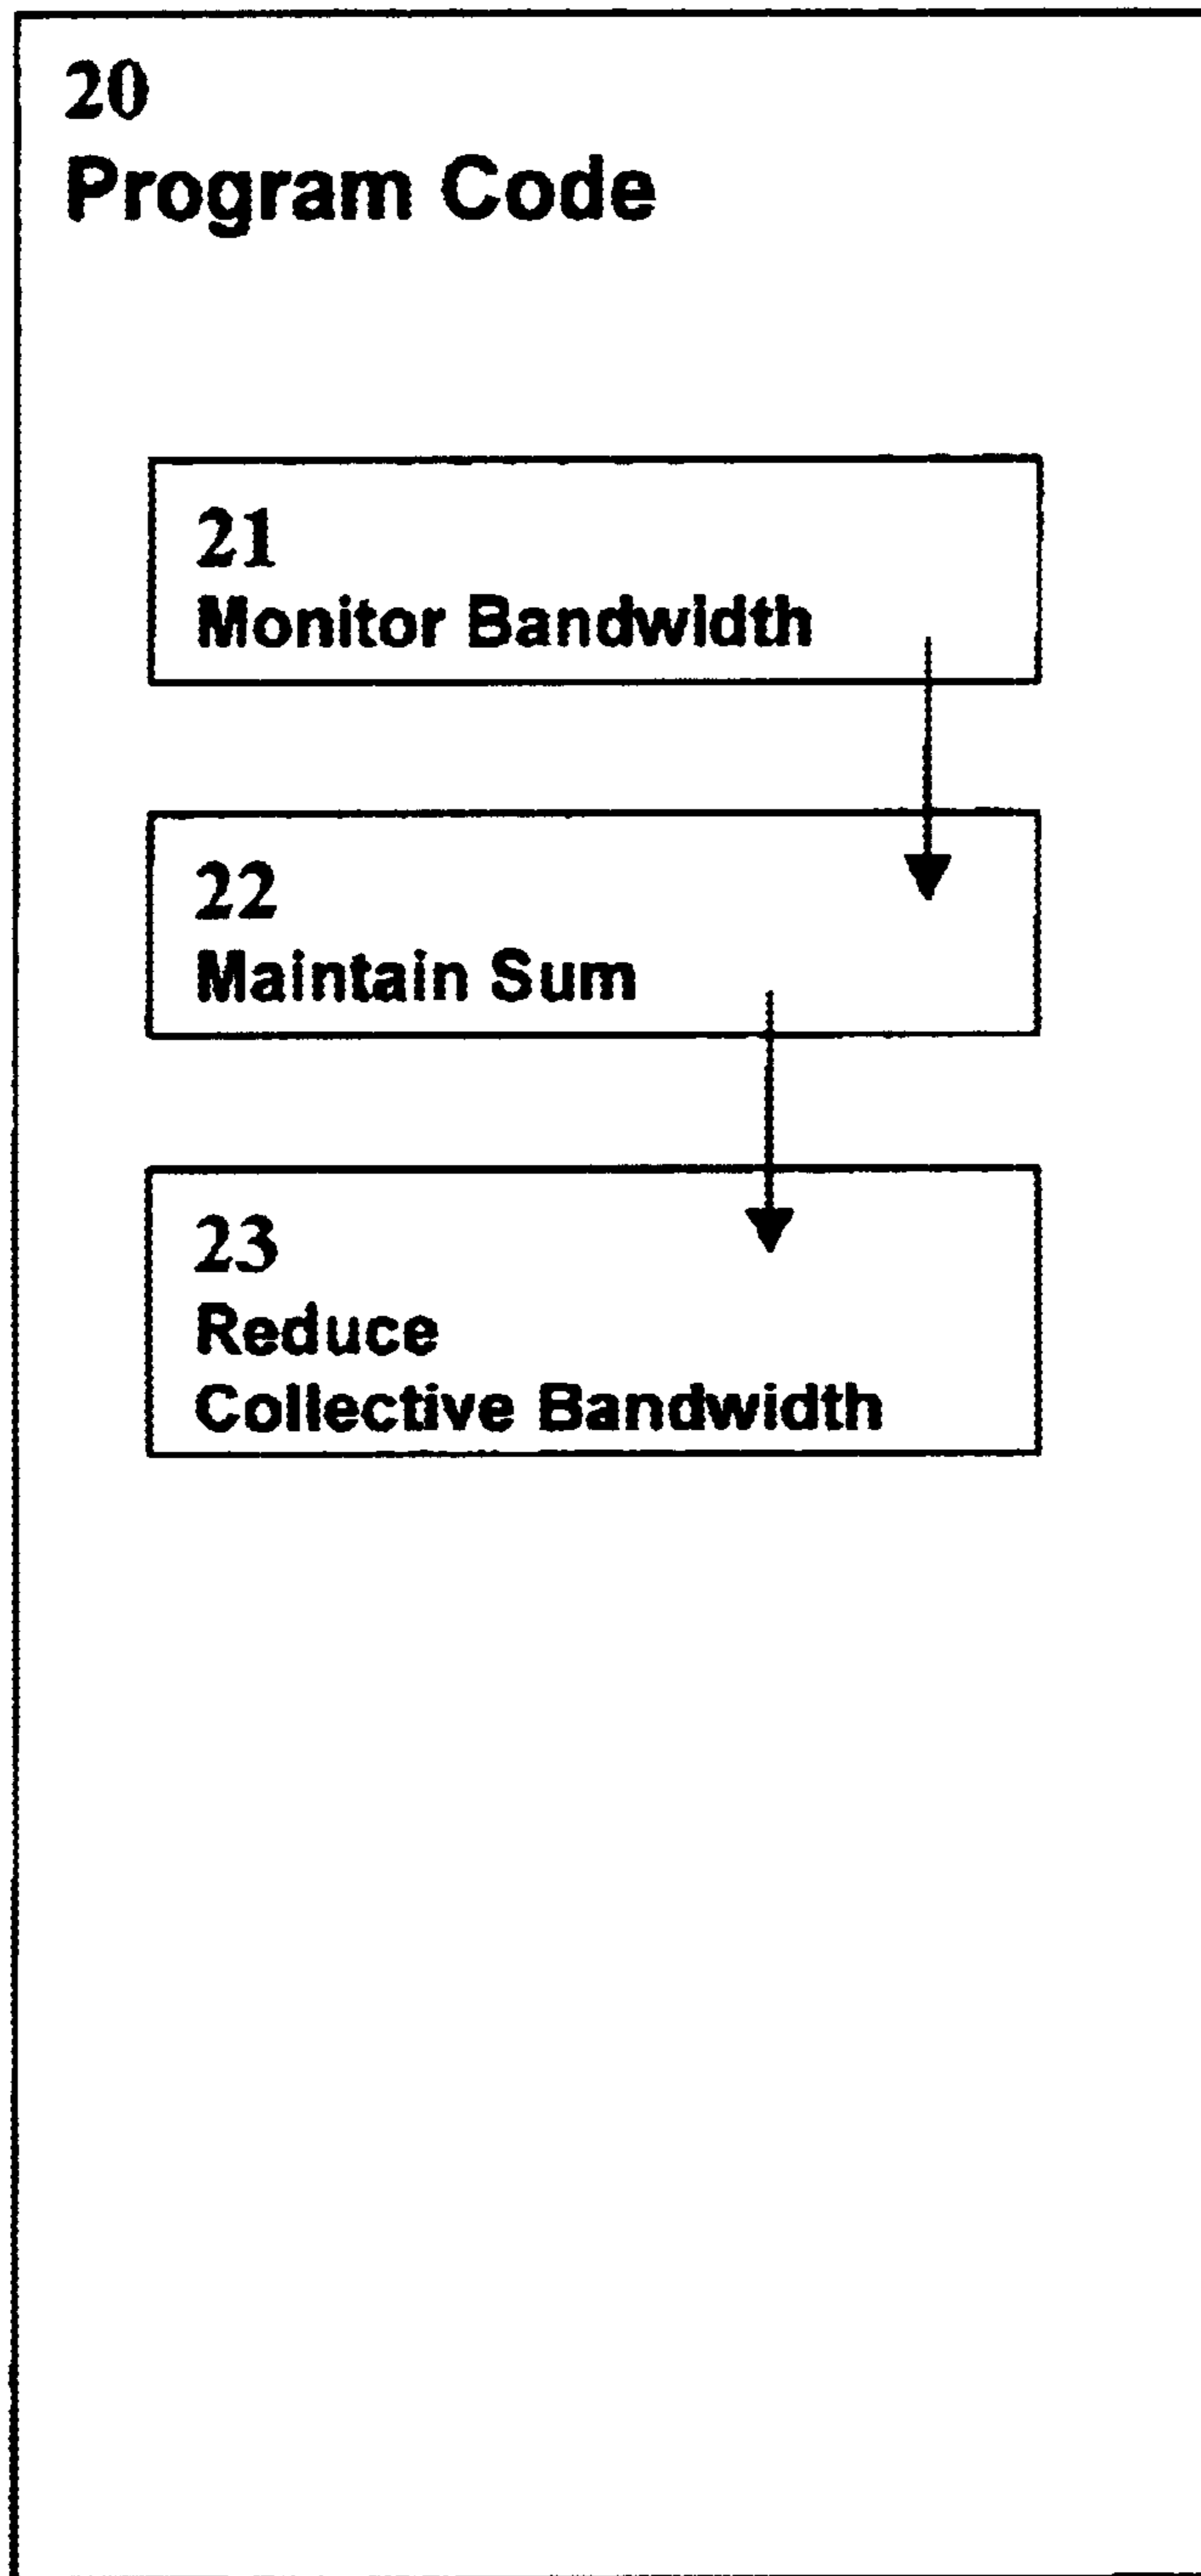 20
Program Code
21
Monitor Bandwidth
22
Maintain Sum
23
Reduce
Collective Bandwidth